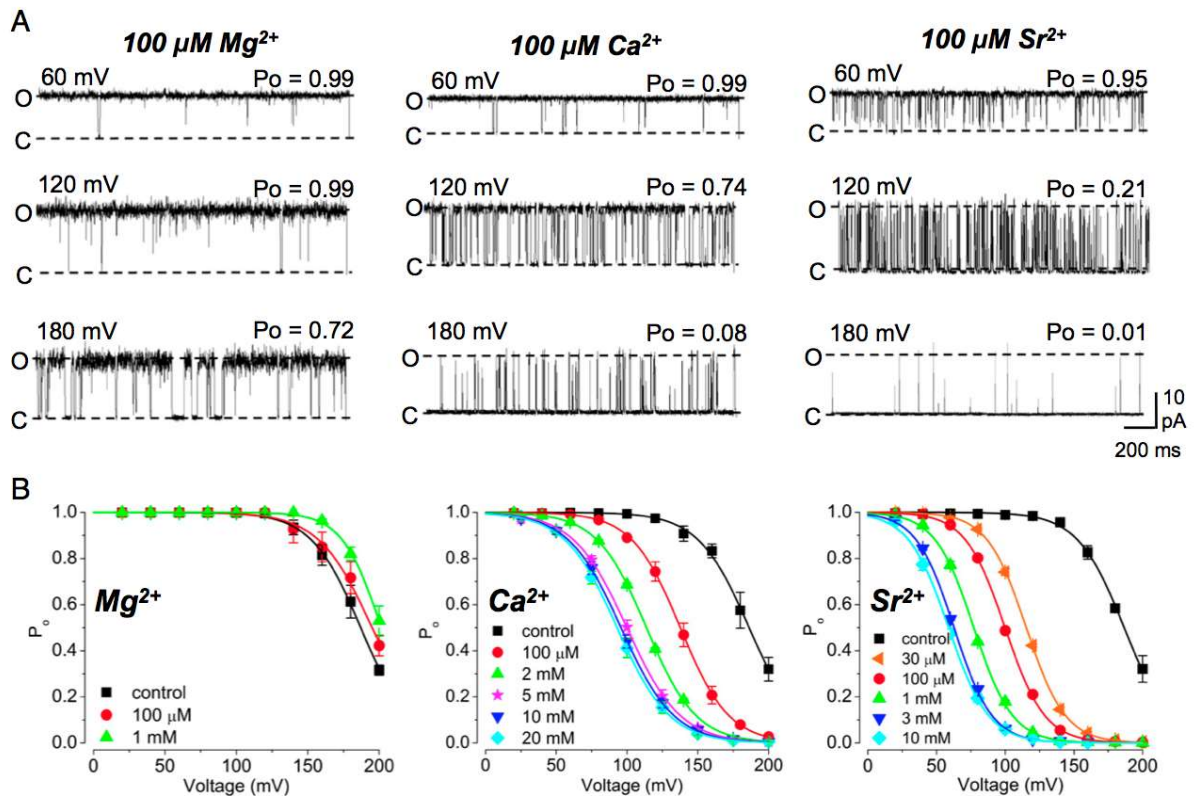 A
100 µM Mg2+
100 µM Ca2+
100 µM Sr2+
60 mV Po = 0.99
60 mV Po = 0.99
60 mV Po = 0.95
O
C
O
C
O
C
120 mV Po = 0.99
120 mV Po = 0.74
120 mV Po = 0.21
O
C
O
C
O
C
180 mV Po = 0.72
180 mV Po = 0.08
180 mV Po = 0.01
O
C
O
C
O
C
10
pA
200 ms
B
Po
1.0
0.8
0.6
0.4
0.2
0.0
Mg2+
control
100 µM
1 mM
0 50 100 150 200
Voltage (mV)
Po
1.0
0.8
0.6
0.4
0.2
0.0
Ca2+
control
100 µM
2 mM
5 mM
10 mM
20 mM
0 50 100 150 200
Voltage (mV)
Po
1.0
0.8
0.6
0.4
0.2
0.0
Sr2+
control
30 µM
100 µM
1 mM
3 mM
10 mM
0 50 100 150 200
Voltage (mV)